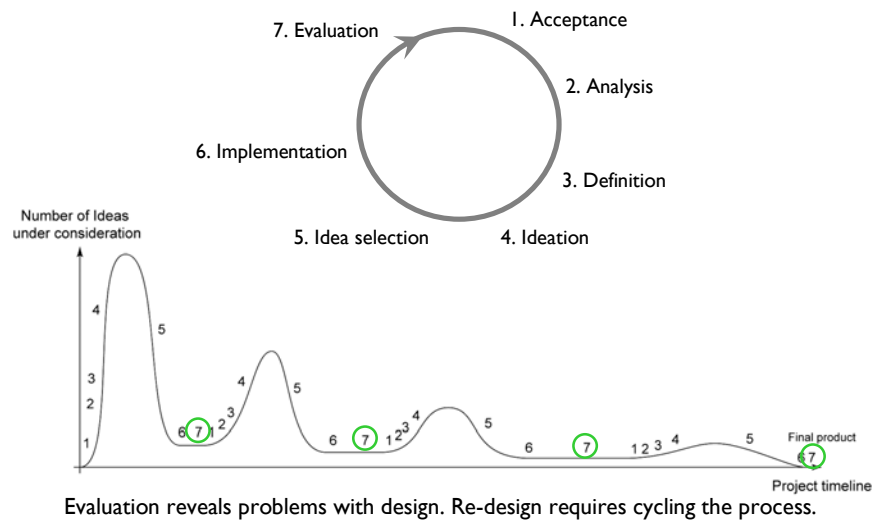 7. Evaluation
1. Acceptance
2. Analysis
6. Implementation
3. Definition
5. Idea selection
4. Ideation
Number of Ideas
under consideration
1
2
3
4
5
6
7
1
2
3
4
5
6
7
1
2
3
4
5
6
7
1
2
3
4
5
Final product
6
7
Project timeline
Evaluation reveals problems with design. Re-design requires cycling the process.